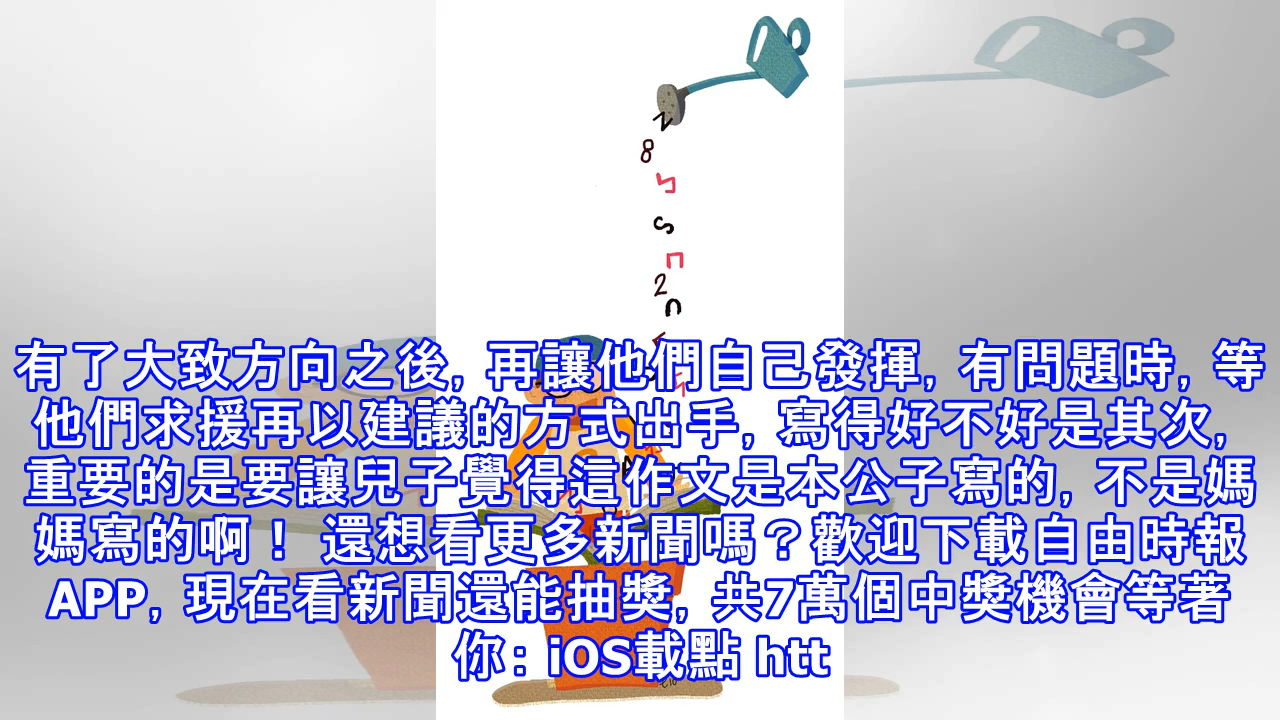 N
8
S
2
有了大致方向之後, 再讓他們自己發揮, 有問題時, 等
他們求援再以建議的方式出手, 寫得好不好是其次,
重要的是要讓兒子覺得這作文是本公子寫的, 不是媽
媽寫的啊！ 還想看更多新聞嗎？歡迎下載自由時報
APP, 現在看新聞還能抽獎, 共7萬個中獎機會等著
你: iOS載點 htt